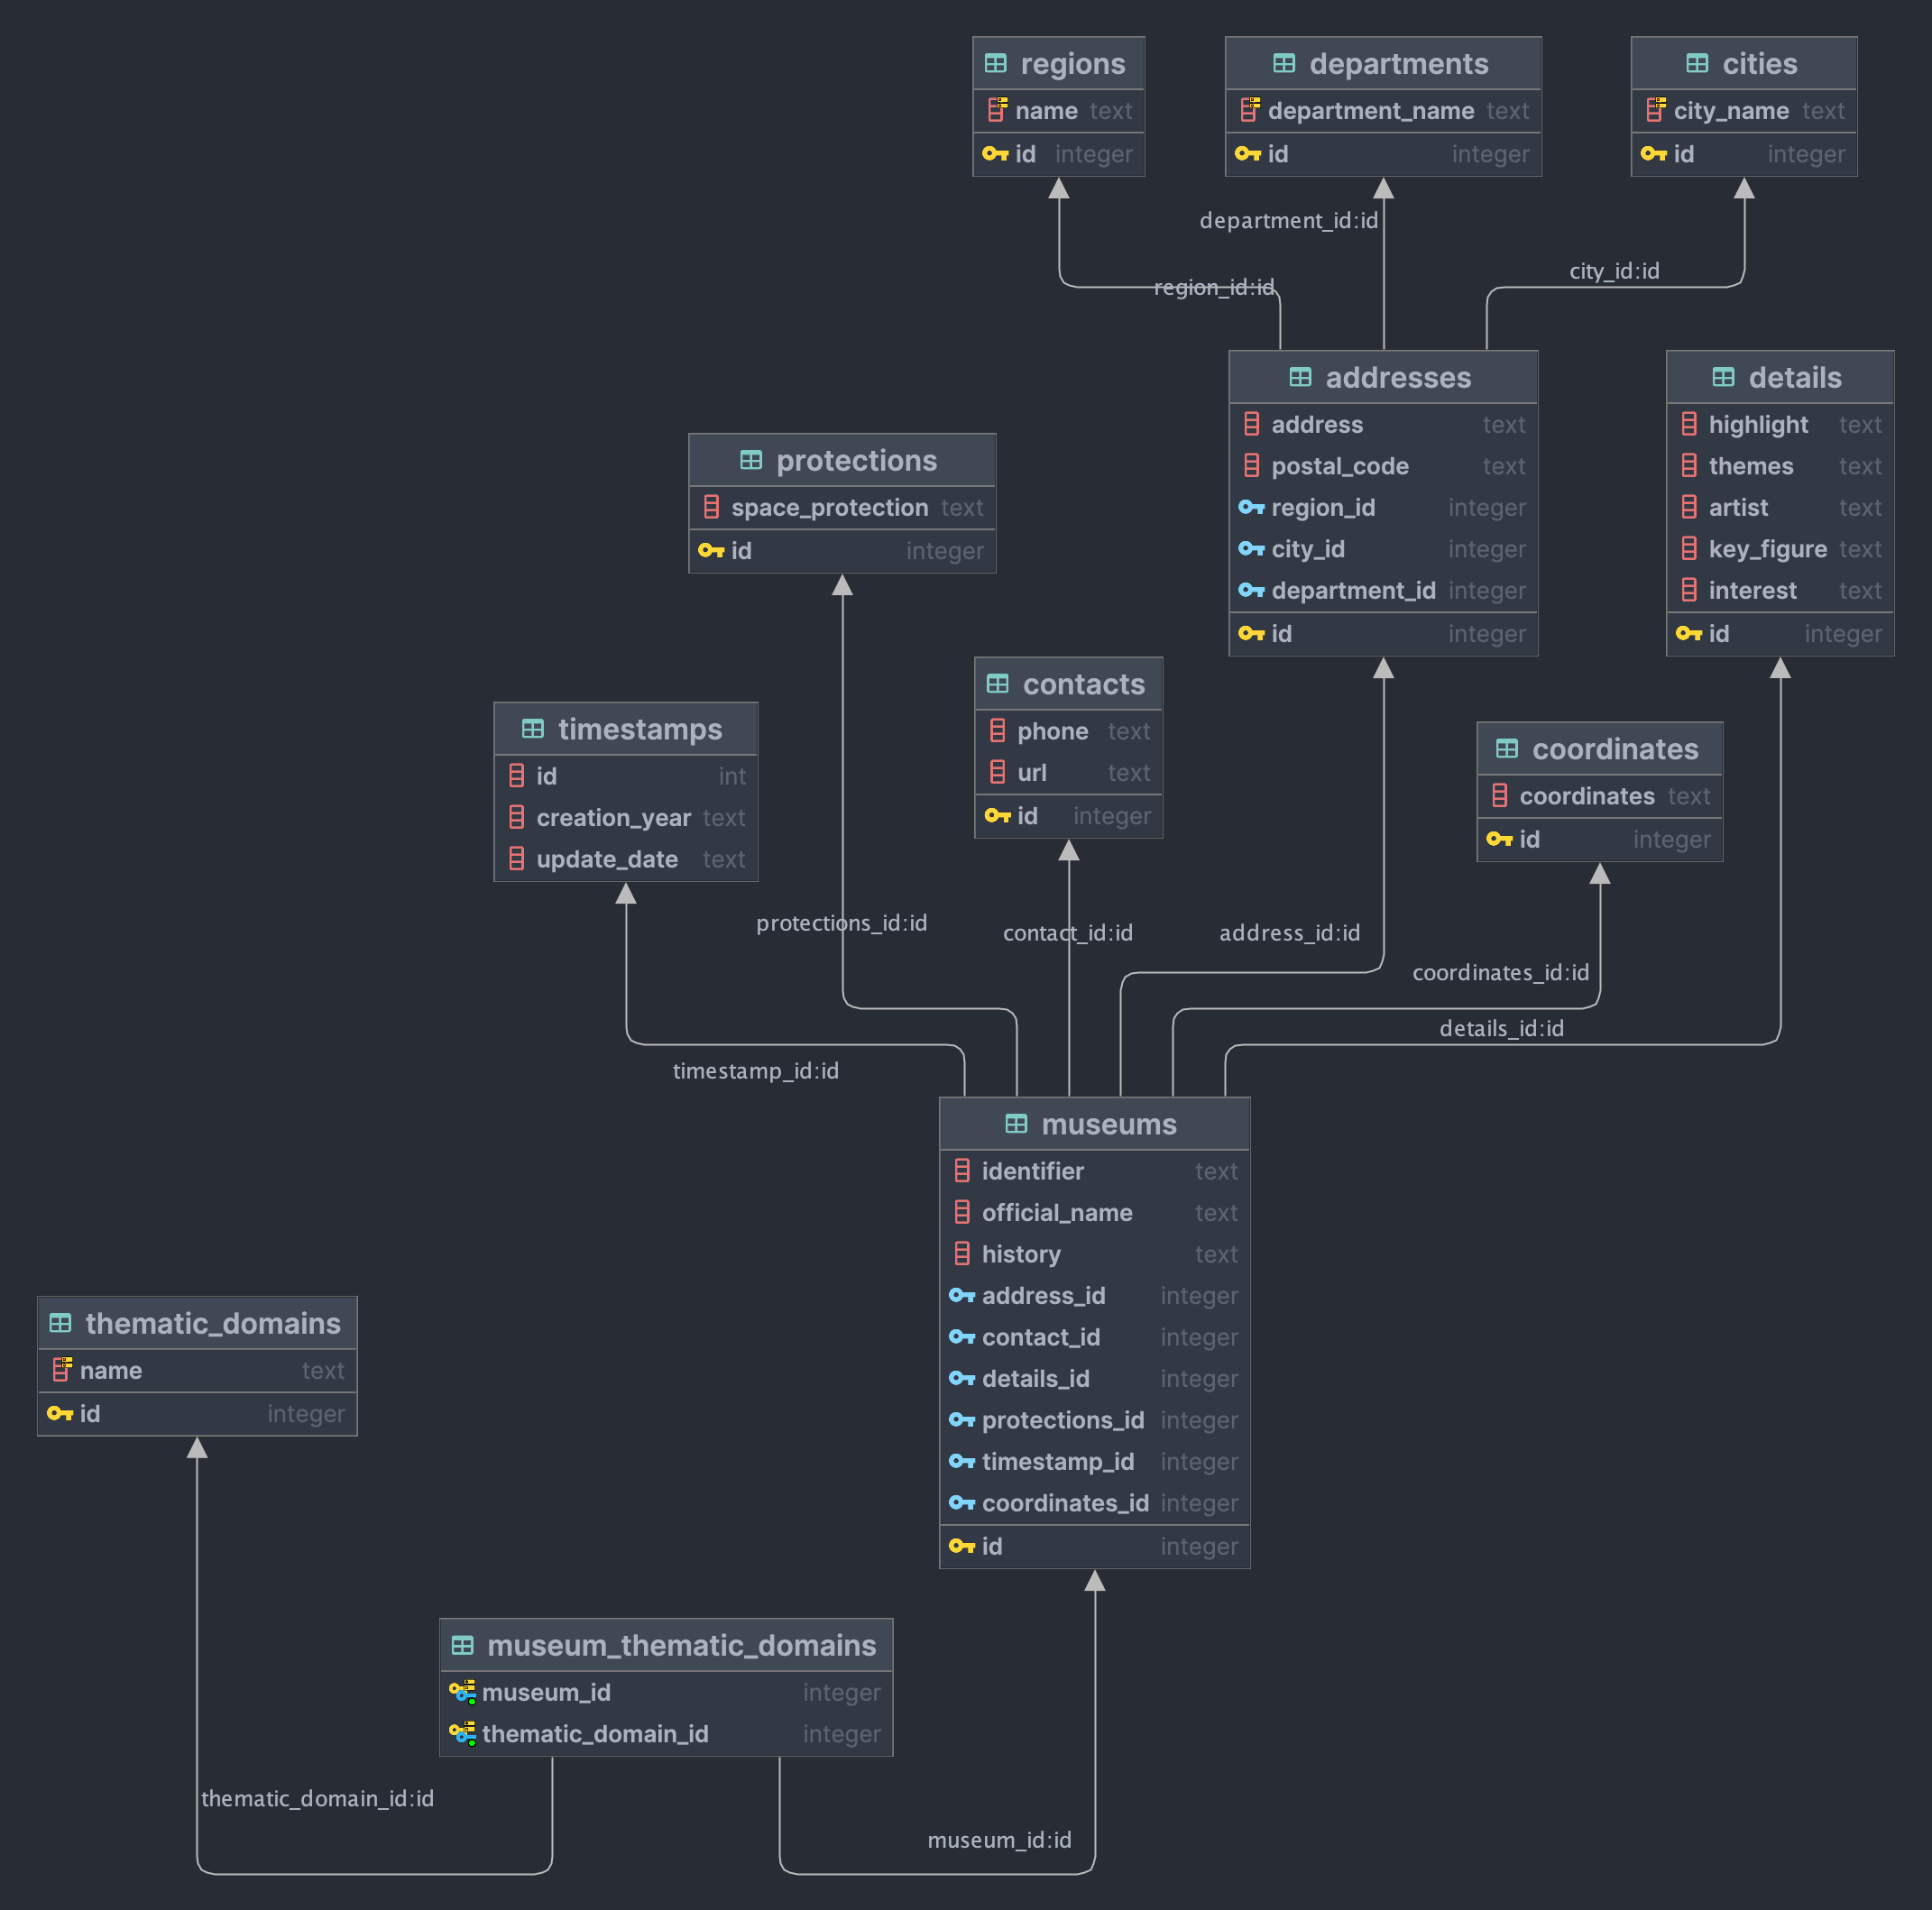 regions
name text
id integer
departments
department_name text
id integer
cities
city_name text
id integer
department_id:id
region_id:id
city_id:id
addresses
address text
postal_code text
region_id integer
city_id integer
department_id integer
id integer
details
highlight text
themes text
artist text
key_figure text
interest text
id integer
protections
space_protection text
id integer
contacts
phone text
url text
id integer
timestamps
id int
creation_year text
update_date text
coordinates
coordinates text
id integer
protections_id:id
contact_id:id
address_id:id
coordinates_id:id
details_id:id
timestamp_id:id
museums
identifier text
official_name text
history text
address_id integer
contact_id integer
details_id integer
protections_id integer
timestamp_id integer
coordinates_id integer
id integer
thematic_domains
name text
id integer
museum_thematic_domains
museum_id integer
thematic_domain_id integer
thematic_domain_id:id
museum_id:id